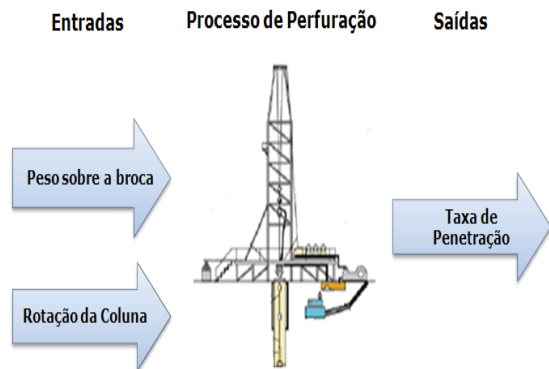 Entradas
Processo de Perfuração
Saídas
Peso sobre a broca
Rotação da Coluna
Taxa de
Penetração